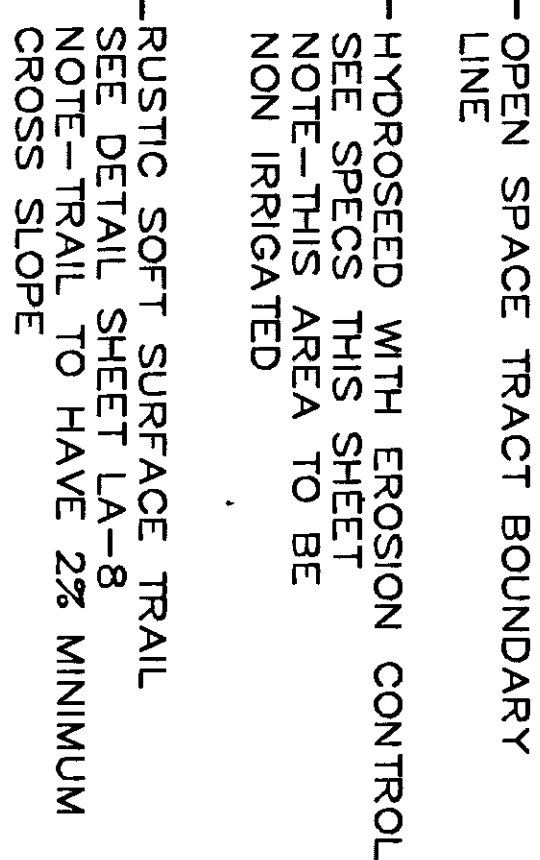 -OPEN SPACE TRACT BOUNDARY
LINE
-HYDROSEED WITH EROSION CONTROL
SEE SPECS THIS SHEET
NOTE-THIS AREA TO BE
NON IRRIGATED
-RUSTIC SOFT SURFACE TRAIL
SEE DETAIL SHEET LA-8
NOTE-TRAIL TO HAVE 2% MINIMUM
CROSS SLOPE